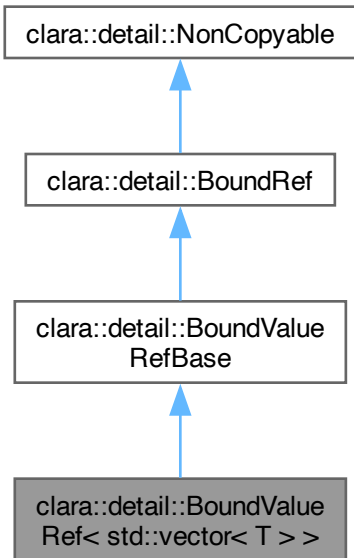 clara::detail::NonCopyable
clara::detail::BoundRef
clara::detail::BoundValue
RefBase
clara::detail::BoundValue
Ref< std::vector< T > >